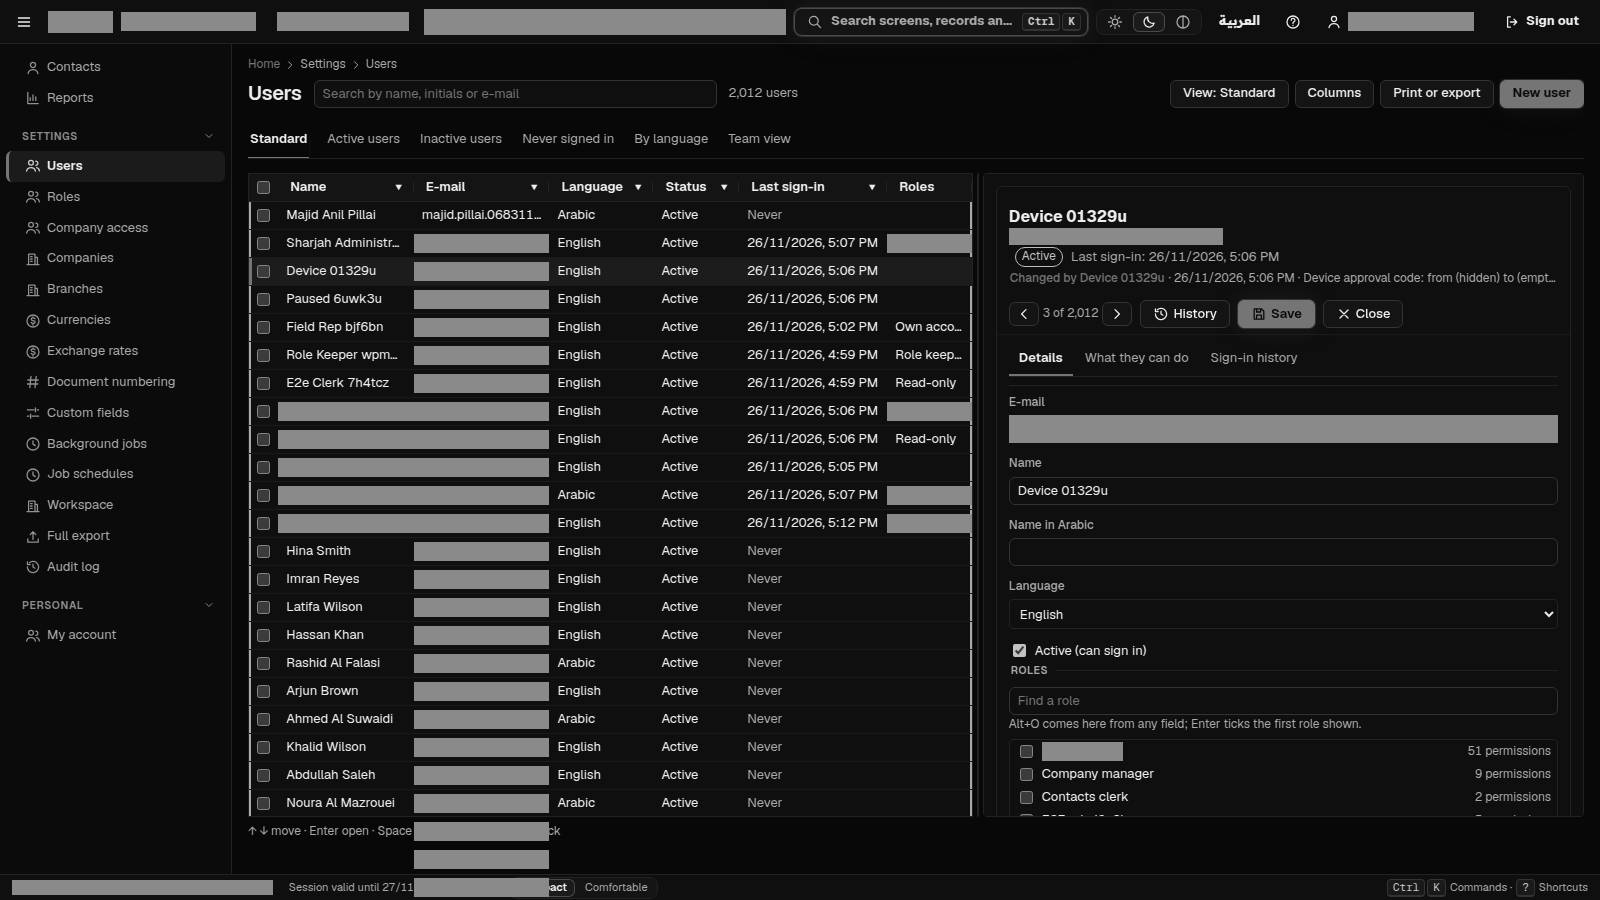 Search screens, records an... Ctrl K
العربية
Sign out
Contacts
Reports
SETTINGS
Users
Roles
Company access
Companies
Branches
Currencies
Exchange rates
Document numbering
Custom fields
Background jobs
Job schedules
Workspace
Full export
Audit log
PERSONAL
My account
Home > Settings > Users
Users
Search by name, initials or e-mail
2,012 users
View: Standard
Columns
Print or export
New user
Standard Active users Inactive users Never signed in By language Team view
Name E-mail Language Status Last sign-in Roles
Majid Anil Pillai majid.pillai.068311... Arabic Active Never
Sharjah Administr... English Active 26/11/2026, 5:07 PM
Device 01329u English Active 26/11/2026, 5:06 PM
Paused 6uwk3u English Active 26/11/2026, 5:06 PM
Field Rep bjf6bn English Active 26/11/2026, 5:02 PM Own acco...
Role Keeper wpm... English Active 26/11/2026, 4:59 PM Role keep...
E2e Clerk 7h4tcz English Active 26/11/2026, 4:59 PM Read-only
English Active 26/11/2026, 5:06 PM
English Active 26/11/2026, 5:06 PM Read-only
English Active 26/11/2026, 5:05 PM
Arabic Active 26/11/2026, 5:07 PM
English Active 26/11/2026, 5:12 PM
Hina Smith English Active Never
Imran Reyes English Active Never
Latifa Wilson English Active Never
Hassan Khan English Active Never
Rashid Al Falasi Arabic Active Never
Arjun Brown English Active Never
Ahmed Al Suwaidi Arabic Active Never
Khalid Wilson English Active Never
Abdullah Saleh English Active Never
Noura Al Mazrouei Arabic Active Never
↑↓ move · Enter open · Space
Device 01329u
Active Last sign-in: 26/11/2026, 5:06 PM
Changed by Device 01329u · 26/11/2026, 5:06 PM · Device approval code: from (hidden) to (empt...
3 of 2,012
History
Save
Close
Details What they can do Sign-in history
E-mail
Name
Device 01329u
Name in Arabic
Language
English
Active (can sign in)
ROLES
Find a role
Alt+O comes here from any field; Enter ticks the first role shown.
51 permissions
Company manager 9 permissions
Contacts clerk 2 permissions
Session valid until 27/11
Comfortable
Ctrl K Commands · ? Shortcuts